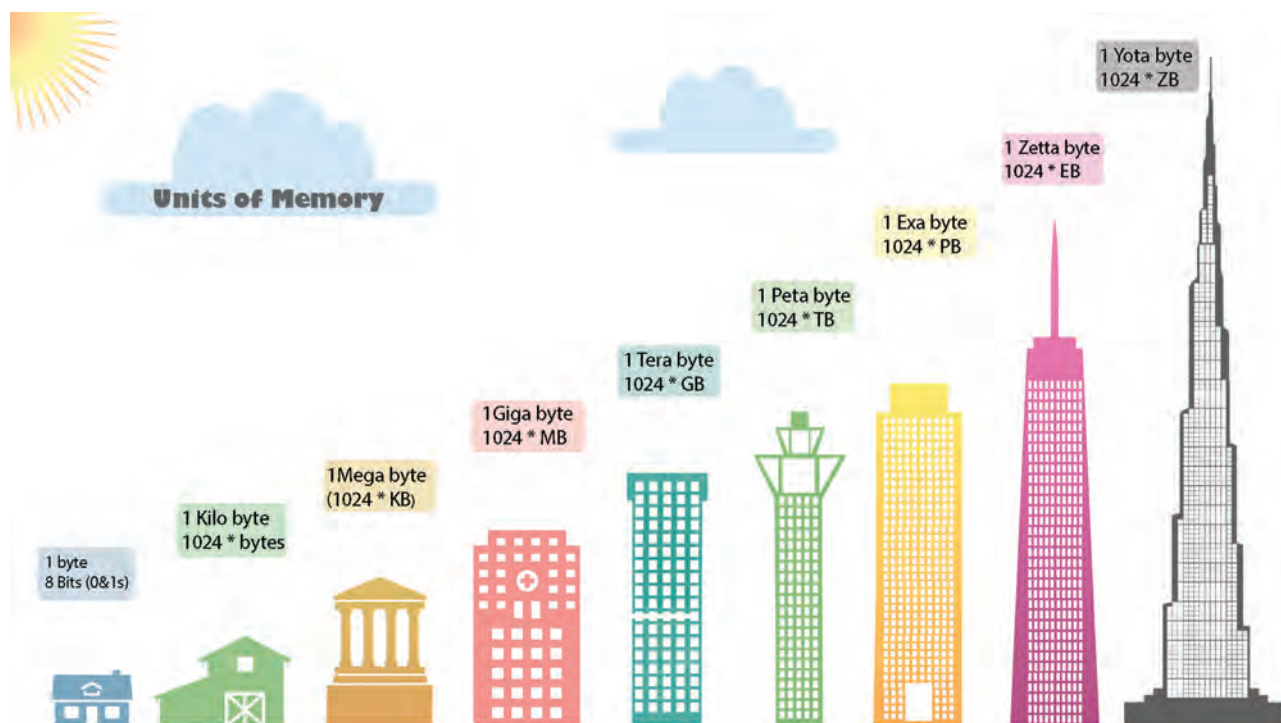 Units of Memory
1 byte
8 Bits (0&1s)
1 Kilo byte
1024 * bytes
1Mega byte
(1024 * KB)
1Giga byte
1024 * MB
1 Tera byte
1024 * GB
1 Peta byte
1024 * TB
1 Exa byte
1024 * PB
1 Zetta byte
1024 * EB
1 Yota byte
1024 * ZB